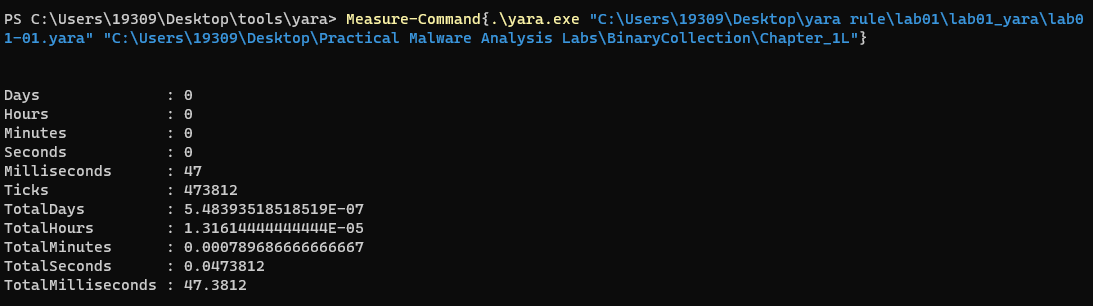 PS C:\Users\19309\Desktop\tools\yara> Measure-Command{.\yara.exe "C:\Users\19309\Desktop\yara rule\lab01\lab01_yara\lab0
1-01.yara" "C:\Users\19309\Desktop\Practical Malware Analysis Labs\BinaryCollection\Chapter_1L"}
Days              : 0
Hours             : 0
Minutes           : 0
Seconds           : 0
Milliseconds      : 47
Ticks             : 473812
TotalDays         : 5.48393518518519E-07
TotalHours        : 1.31614444444444E-05
TotalMinutes      : 0.000789686666666667
TotalSeconds      : 0.0473812
TotalMilliseconds : 47.3812